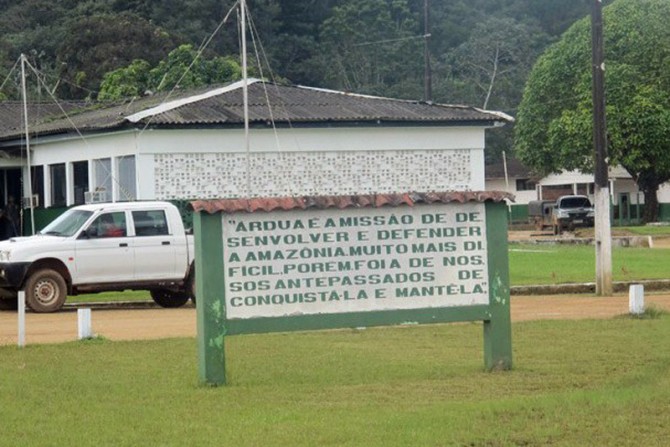 "ARDUA É A MISSÃO DE DE
SENVOLVER E DEFENDER
A AMAZÔNIA. MUITO MAIS DI
FICIL, POREM, FOI A DE NOS,
SOS ANTEPASSADOS DE
CONQUISTÁ-LA E MANTÊ-LA"